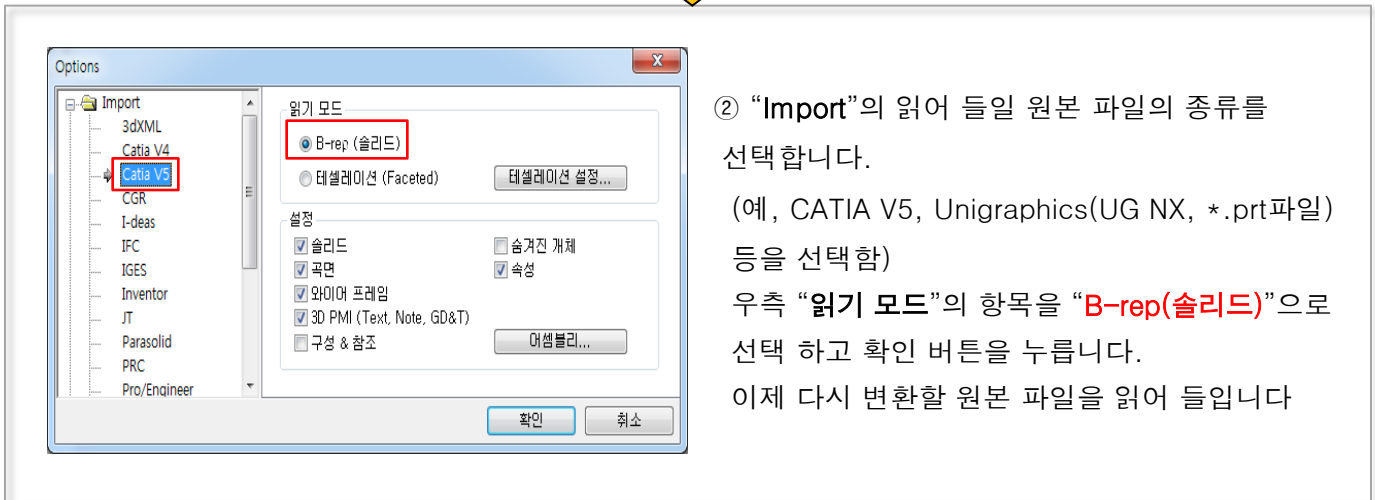 Options
X
Import
3dXML
Catia V4
Catia V5
CGR
I-deas
IFC
IGES
Inventor
JT
Parasolid
PRC
Pro/Engineer
읽기 모드
B-rep (솔리드)
테셀레이션 (Faceted)
테셀레이션 설정...
설정
솔리드
숨겨진 개체
곡면
속성
와이어 프레임
3D PMI (Text, Note, GD&T)
구성 & 참조
어셈블리...
확인
취소
② “Import”의 읽어 들일 원본 파일의 종류를
선택합니다.
(예, CATIA V5, Unigraphics(UG NX, *.prt파일)
등을 선택함)
우측 “읽기 모드”의 항목을 “B-rep(솔리드)”으로
선택 하고 확인 버튼을 누릅니다.
이제 다시 변환할 원본 파일을 읽어 들입니다